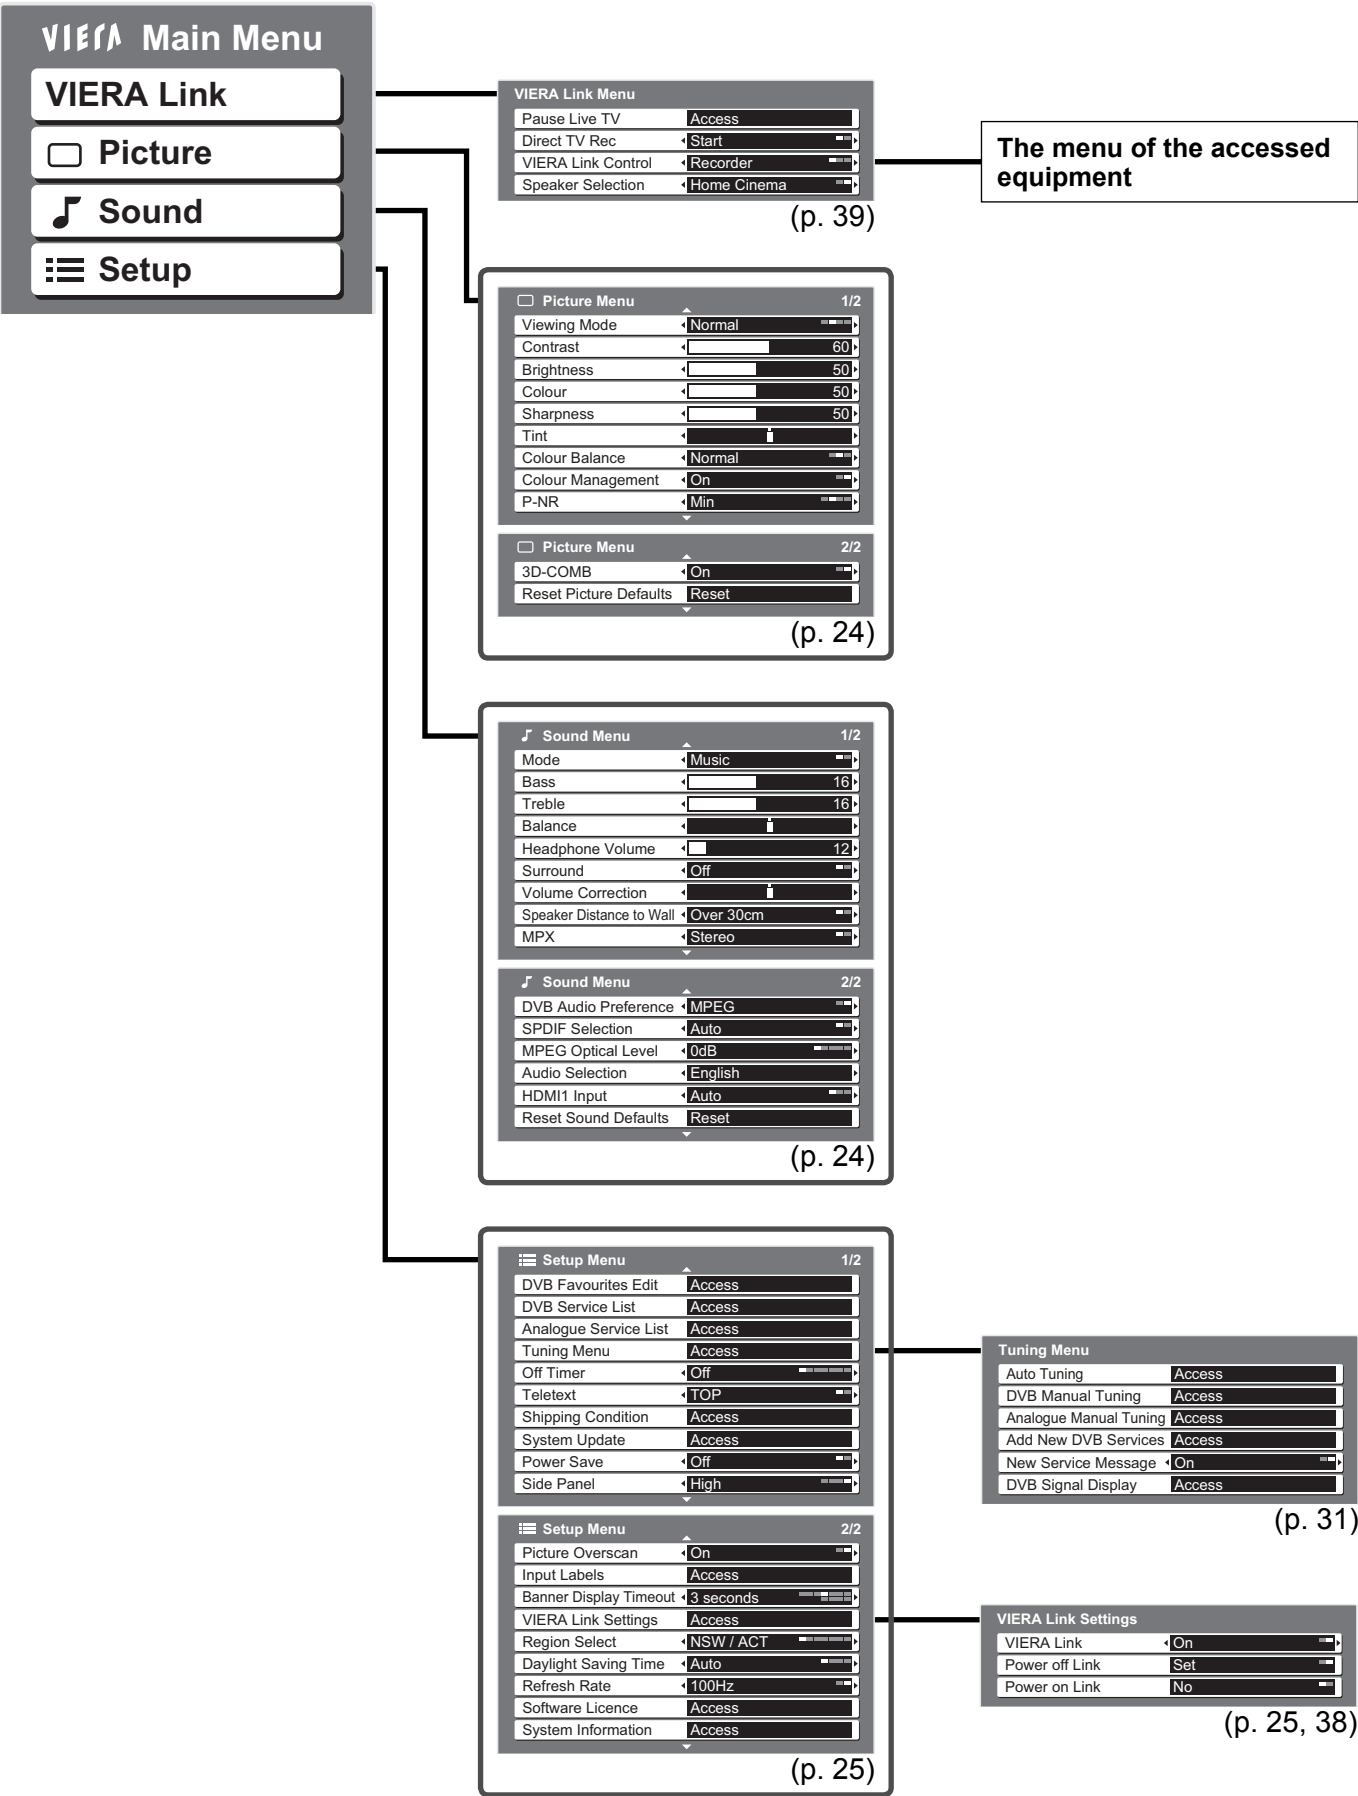 VIERA Main Menu
VIERA Link
Picture
Sound
Setup
VIERA Link Menu
Pause Live TV Access
Direct TV Rec Start
VIERA Link Control Recorder
Speaker Selection Home Cinema
(p. 39)
The menu of the accessed
equipment
Picture Menu 1/2
Viewing Mode Normal
Contrast 60
Brightness 50
Colour 50
Sharpness 50
Tint
Colour Balance Normal
Colour Management On
P-NR Min
Picture Menu 2/2
3D-COMB On
Reset Picture Defaults Reset
(p. 24)
Sound Menu 1/2
Mode Music
Bass 16
Treble 16
Balance
Headphone Volume 12
Surround Off
Volume Correction
Speaker Distance to Wall Over 30cm
MPX Stereo
Sound Menu 2/2
DVB Audio Preference MPEG
SPDIF Selection Auto
MPEG Optical Level 0dB
Audio Selection English
HDMI1 Input Auto
Reset Sound Defaults Reset
(p. 24)
Setup Menu 1/2
DVB Favourites Edit Access
DVB Service List Access
Analogue Service List Access
Tuning Menu Access
Off Timer Off
Teletext TOP
Shipping Condition Access
System Update Access
Power Save Off
Side Panel High
Setup Menu 2/2
Picture Overscan On
Input Labels Access
Banner Display Timeout 3 seconds
VIERA Link Settings Access
Region Select NSW / ACT
Daylight Saving Time Auto
Refresh Rate 100Hz
Software Licence Access
System Information Access
(p. 25)
Tuning Menu
Auto Tuning Access
DVB Manual Tuning Access
Analogue Manual Tuning Access
Add New DVB Services Access
New Service Message On
DVB Signal Display Access
(p. 31)
VIERA Link Settings
VIERA Link On
Power off Link Set
Power on Link No
(p. 25, 38)